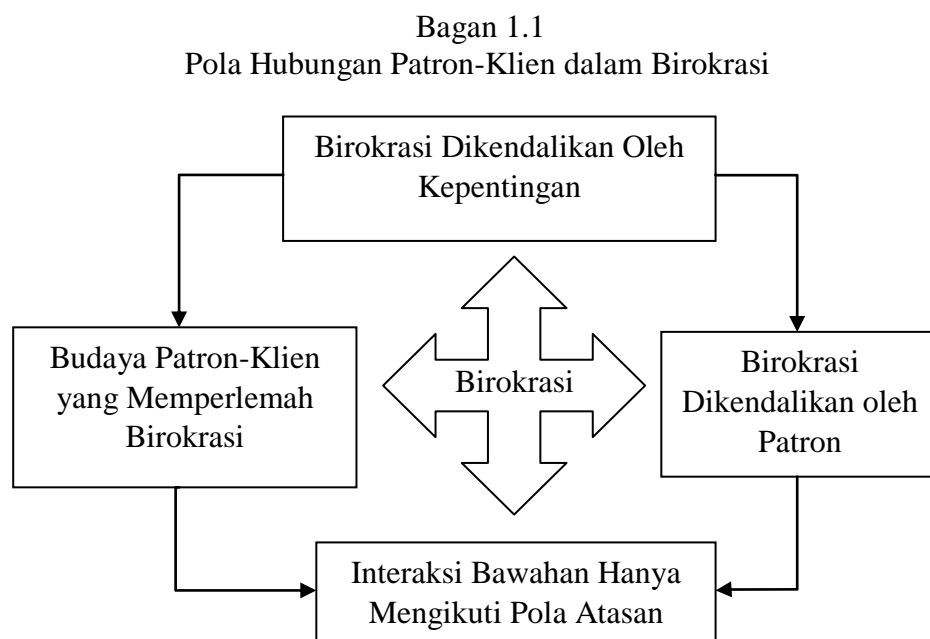 Bagan 1.1
Pola Hubungan Patron-Klien dalam Birokrasi
Birokrasi Dikendalikan Oleh
Kepentingan
Budaya Patron-Klien
yang Memperlemah
Birokrasi
Birokrasi
Birokrasi
Dikendalikan oleh
Patron
Interaksi Bawahan Hanya
Mengikuti Pola Atasan